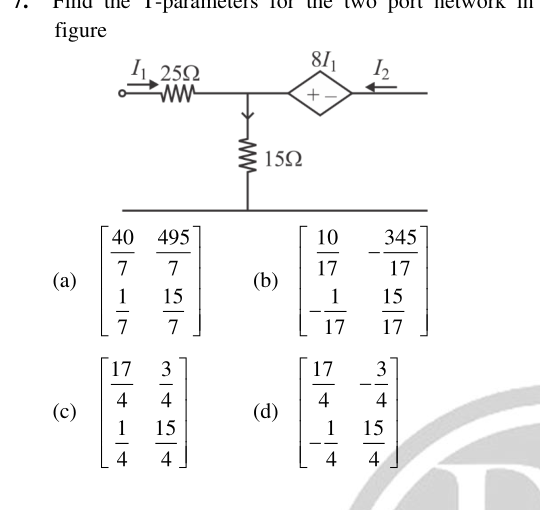 7. Find the T-parameters for the two port network in
figure
I₁ 25Ω
8I₁
I₂
+ −
15Ω
(a) [40/7 495/7; 1/7 15/7]
(b) [10/17 −345/17; −1/17 15/17]
(c) [17/4 3/4; 1/4 15/4]
(d) [17/4 −3/4; −1/4 15/4]